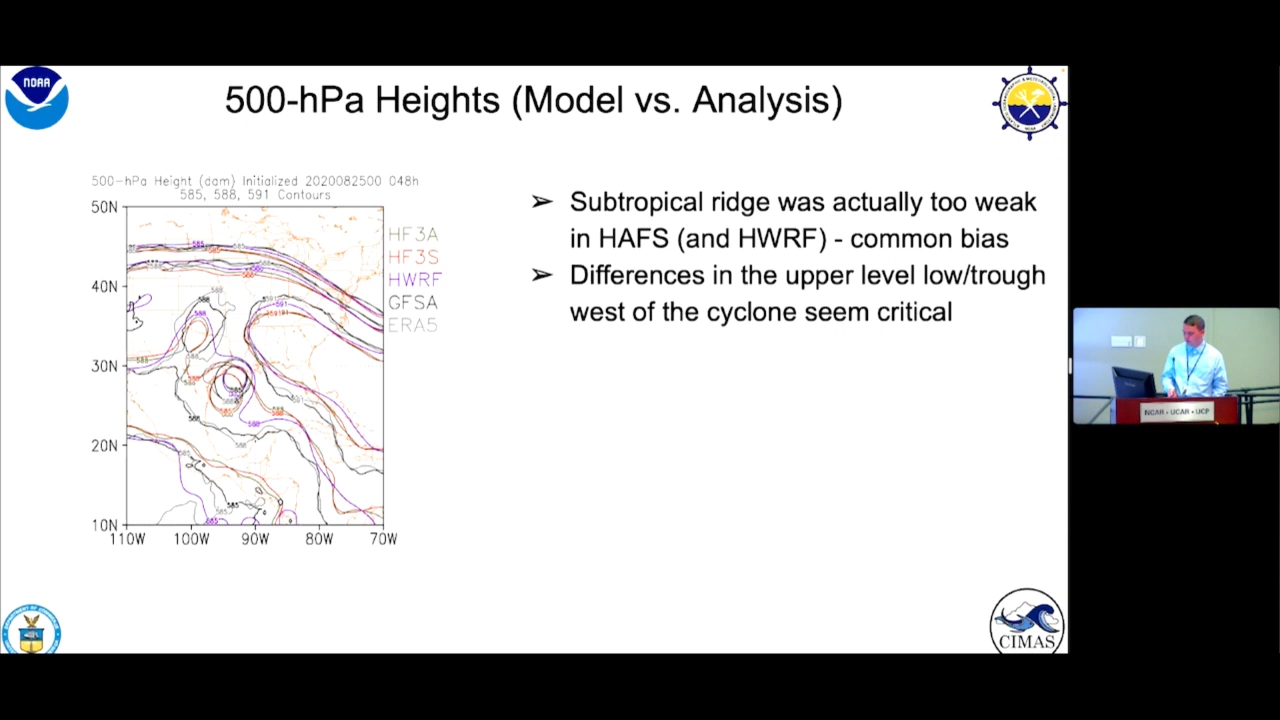 NOAA
500-hPa Heights (Model vs. Analysis)
500-hPa Height (dam) Initialized 2020082500 048h
585, 588, 591 Contours
50N
40N
30N
20N
10N
110W 100W 90W 80W 70W
HF3A
HF3S
HWRF
GFSA
ERA5
➢ Subtropical ridge was actually too weak
in HAFS (and HWRF) - common bias
➢ Differences in the upper level low/trough
west of the cyclone seem critical
NCAR • UCAR • UCP
CIMAS